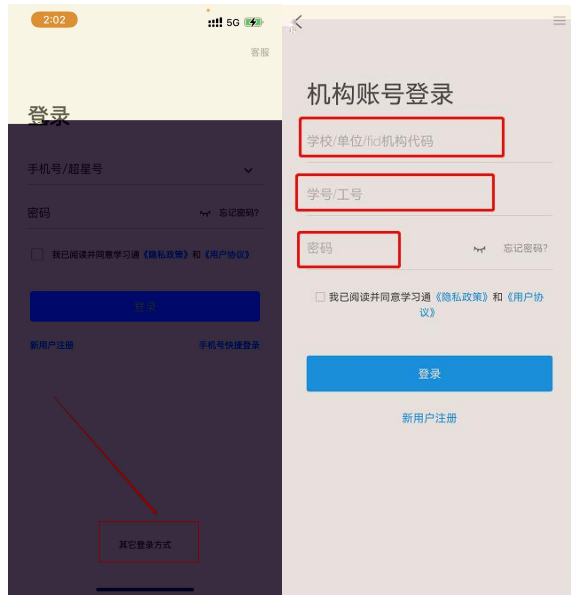 2:02
5G
客服
登录
手机号/超星号
密码
忘记密码?
我已阅读并同意学习通《隐私政策》和《用户协议》
登录
新用户注册
手机号快捷登录
其它登录方式
机构账号登录
学校/单位/fid机构代码
学号/工号
密码
忘记密码?
我已阅读并同意学习通《隐私政策》和《用户协
议》
登录
新用户注册